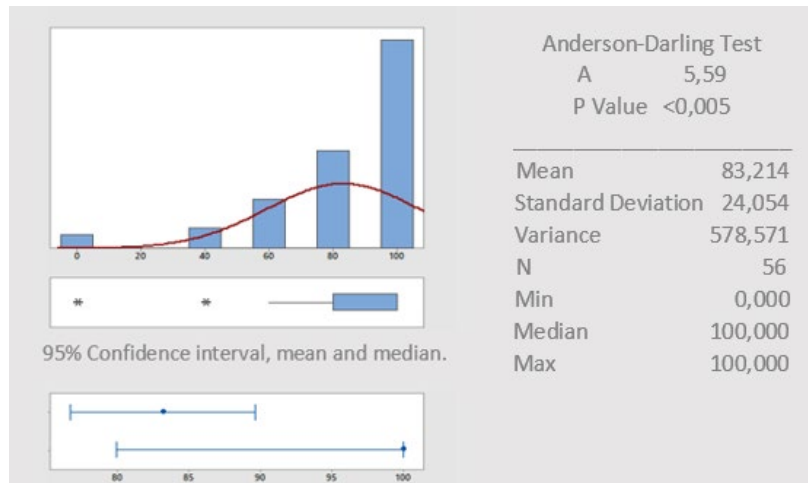 0 20 40 60 80 100
95% Confidence interval, mean and median.
80 85 90 95 100
Anderson-Darling Test
A 5,59
P Value <0,005
Mean 83,214
Standard Deviation 24,054
Variance 578,571
N 56
Min 0,000
Median 100,000
Max 100,000